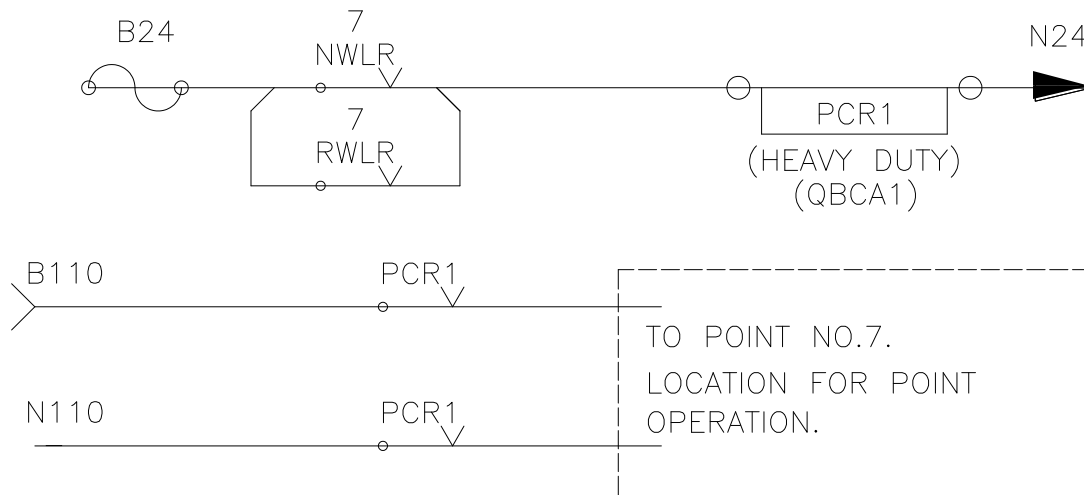 B24
7
NWLR
N24
7
RWLR
PCR1
(HEAVY DUTY)
(QBCA1)
B110
PCR1
TO POINT NO.7.
LOCATION FOR POINT
OPERATION.
N110
PCR1